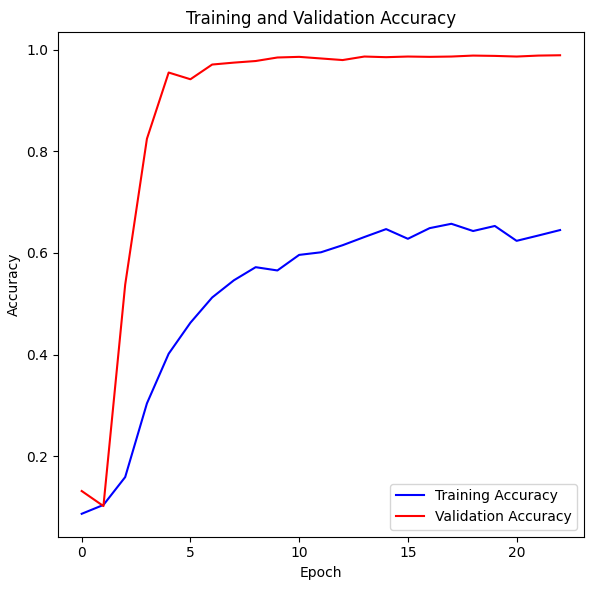 Training and Validation Accuracy
1.0
0.8
0.6
0.4
0.2
Accuracy
0
5
10
15
20
Epoch
Training Accuracy
Validation Accuracy